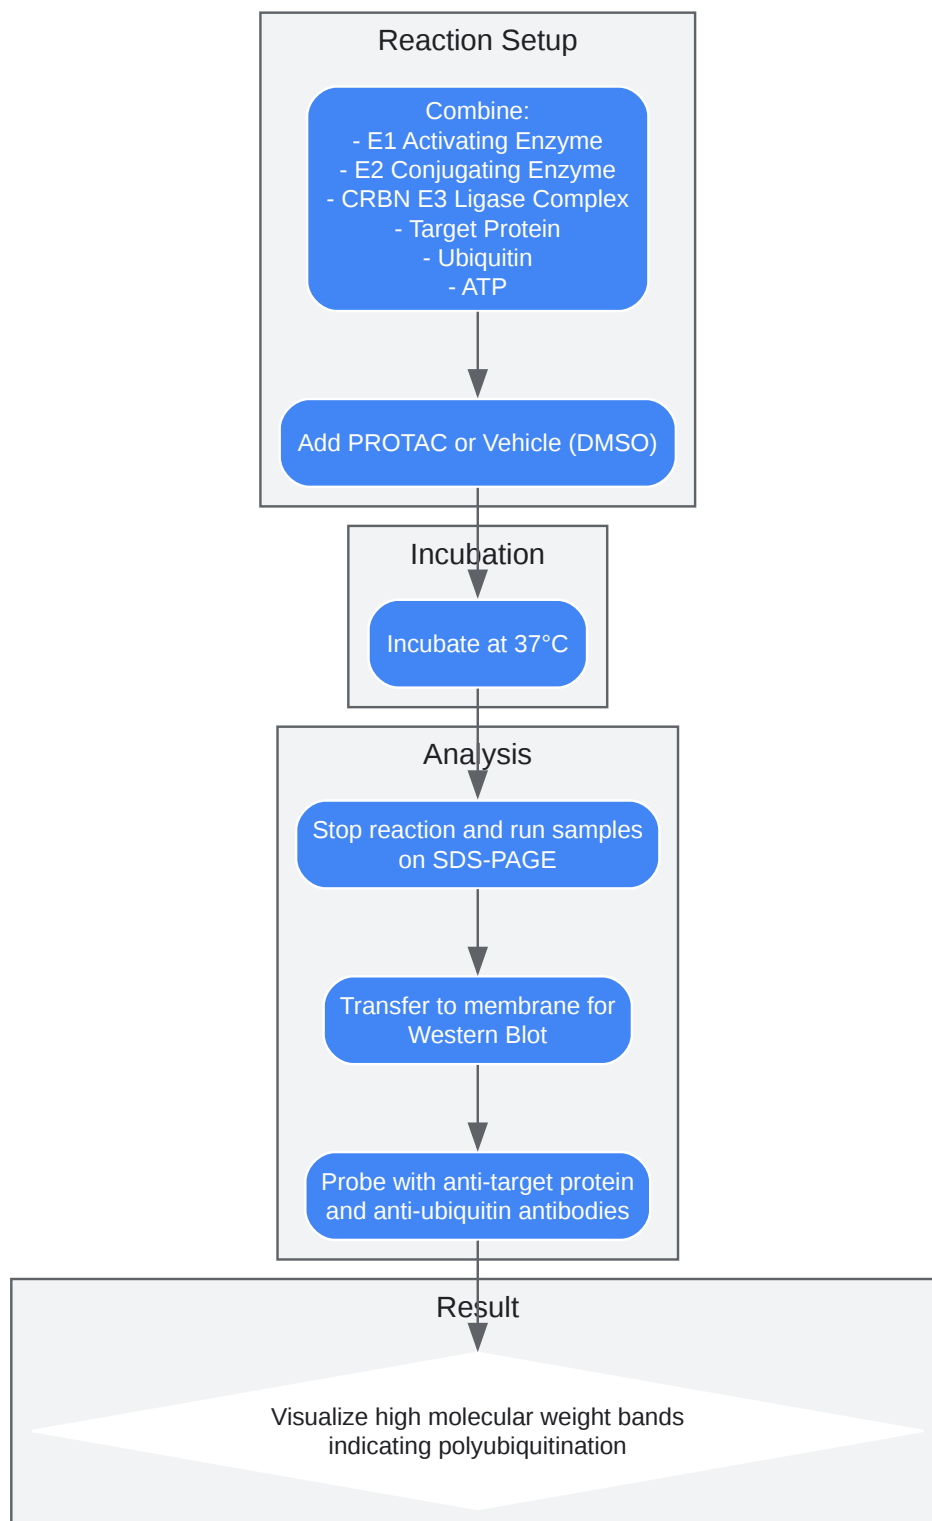 Reaction Setup
Combine:
- E1 Activating Enzyme
- E2 Conjugating Enzyme
- CRBN E3 Ligase Complex
- Target Protein
- Ubiquitin
- ATP
Add PROTAC or Vehicle (DMSO)
Incubation
Incubate at 37°C
Analysis
Stop reaction and run samples
on SDS-PAGE
Transfer to membrane for
Western Blot
Probe with anti-target protein
and anti-ubiquitin antibodies
Result
Visualize high molecular weight bands
indicating polyubiquitination